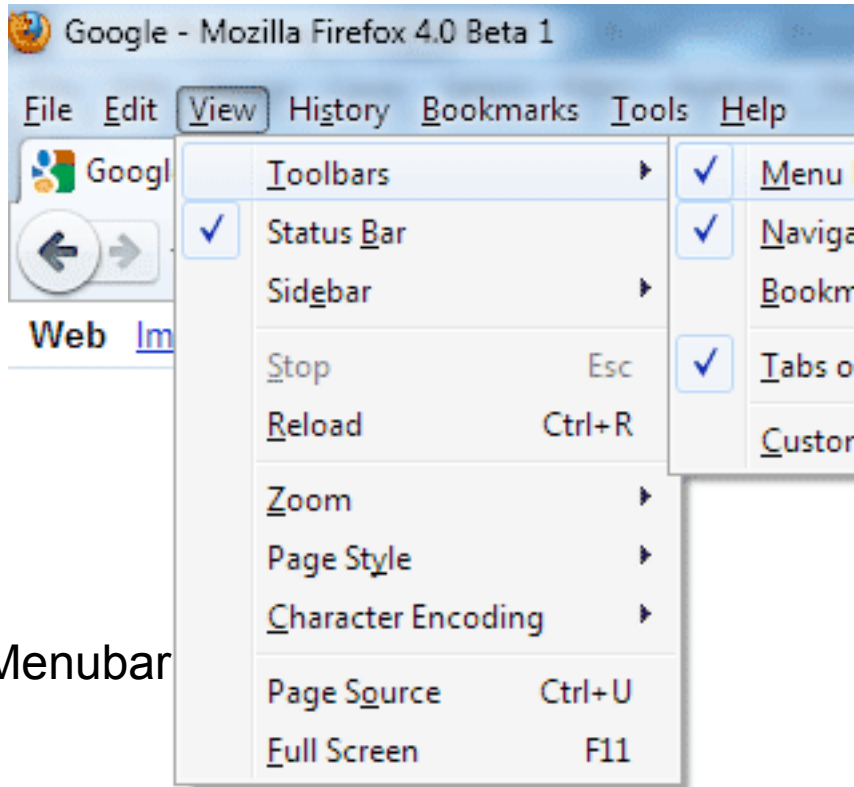 Google - Mozilla Firefox 4.0 Beta 1
File Edit View History Bookmarks Tools Help
Googl
Toolbars
Menu
Status Bar
Naviga
Sidebar
Bookm
Web Im
Stop Esc
Tabs o
Reload Ctrl+R
Custor
Zoom
Page Style
Character Encoding
Menubar
Page Source Ctrl+U
Full Screen F11